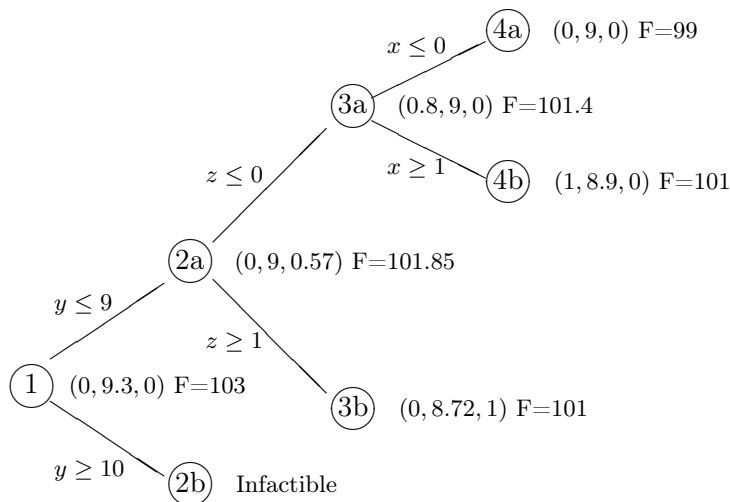 4a (0, 9, 0) F=99
x ≤ 0
3a (0.8, 9, 0) F=101.4
x ≥ 1
4b (1, 8.9, 0) F=101
z ≤ 0
2a (0, 9, 0.57) F=101.85
y ≤ 9
z ≥ 1
1 (0, 9.3, 0) F=103
3b (0, 8.72, 1) F=101
y ≥ 10
2b Infactible